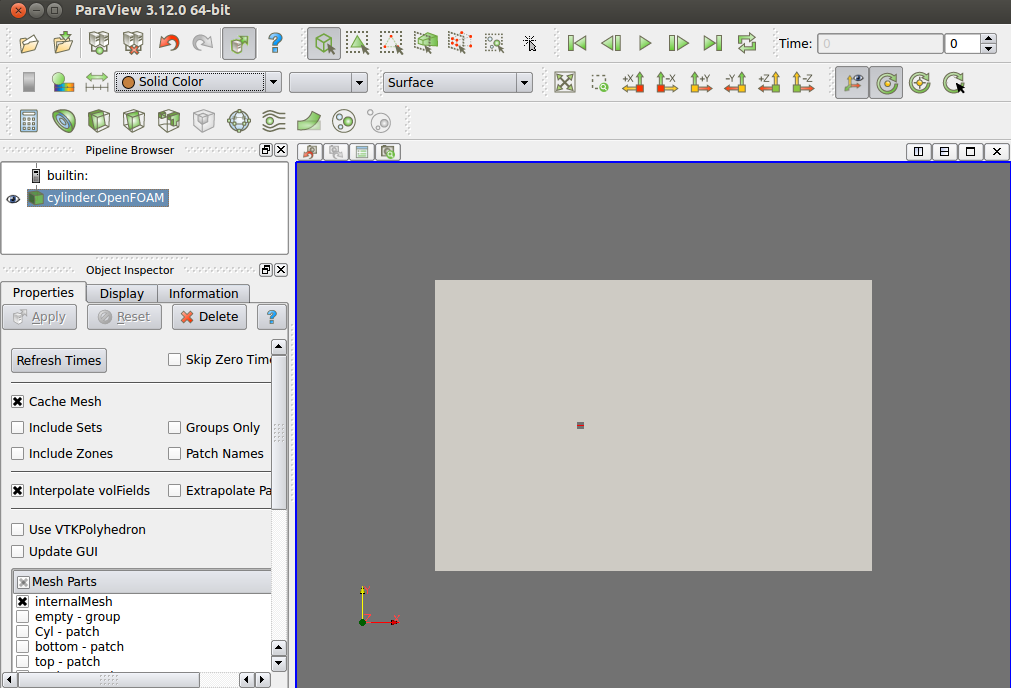 ParaView 3.12.0 64-bit
Time: 0 0
Solid Color Surface
+X -X +Y -Y +Z -Z
Pipeline Browser
builtin:
cylinder.OpenFOAM
Object Inspector
Properties Display Information
Apply Reset Delete ?
Refresh Times Skip Zero Time
Cache Mesh
Include Sets Groups Only
Include Zones Patch Names
Interpolate volFields Extrapolate Pa
Use VTKPolyhedron
Update GUI
Mesh Parts
internalMesh
empty - group
Cyl - patch
bottom - patch
top - patch